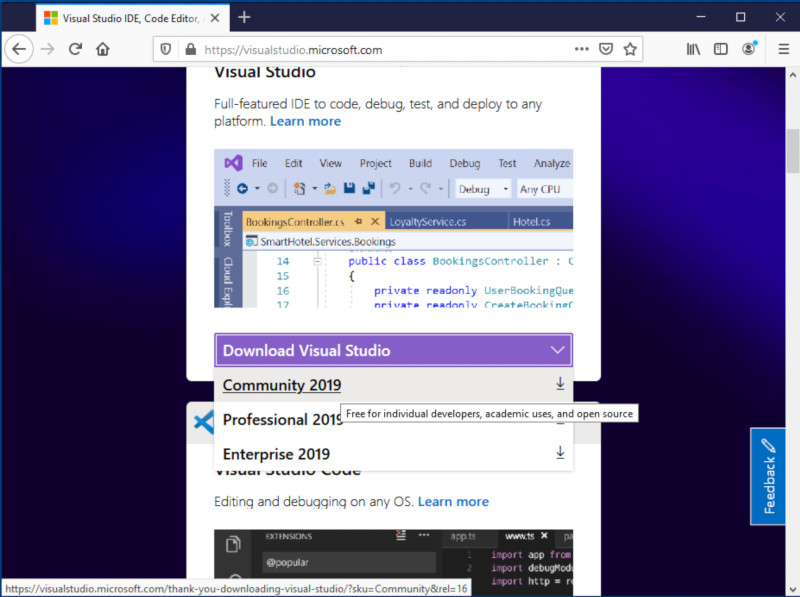 Visual Studio IDE, Code Editor,
https://visualstudio.microsoft.com
Visual Studio
Full-featured IDE to code, debug, test, and deploy to any
platform. Learn more
File Edit View Project Build Debug Test Analyze
Debug Any CPU
Toolbox
Cloud Expl
BookingsController.cs LoyaltyService.cs Hotel.cs
SmartHotel.Services.Bookings
14 public class BookingsController : C
15 {
16 private readonly UserBookingQue
17 private readonly CreateBookingC
Download Visual Studio
Community 2019
Free for individual developers, academic uses, and open source
Professional 2019
Enterprise 2019
Visual Studio Code
Editing and debugging on any OS. Learn more
EXTENSIONS
@popular
app.ts www.ts pa
1 import app from
2 import debugModu
3 import http = re
Feedback
https://visualstudio.microsoft.com/thank-you-downloading-visual-studio/?sku=Community&rel=16